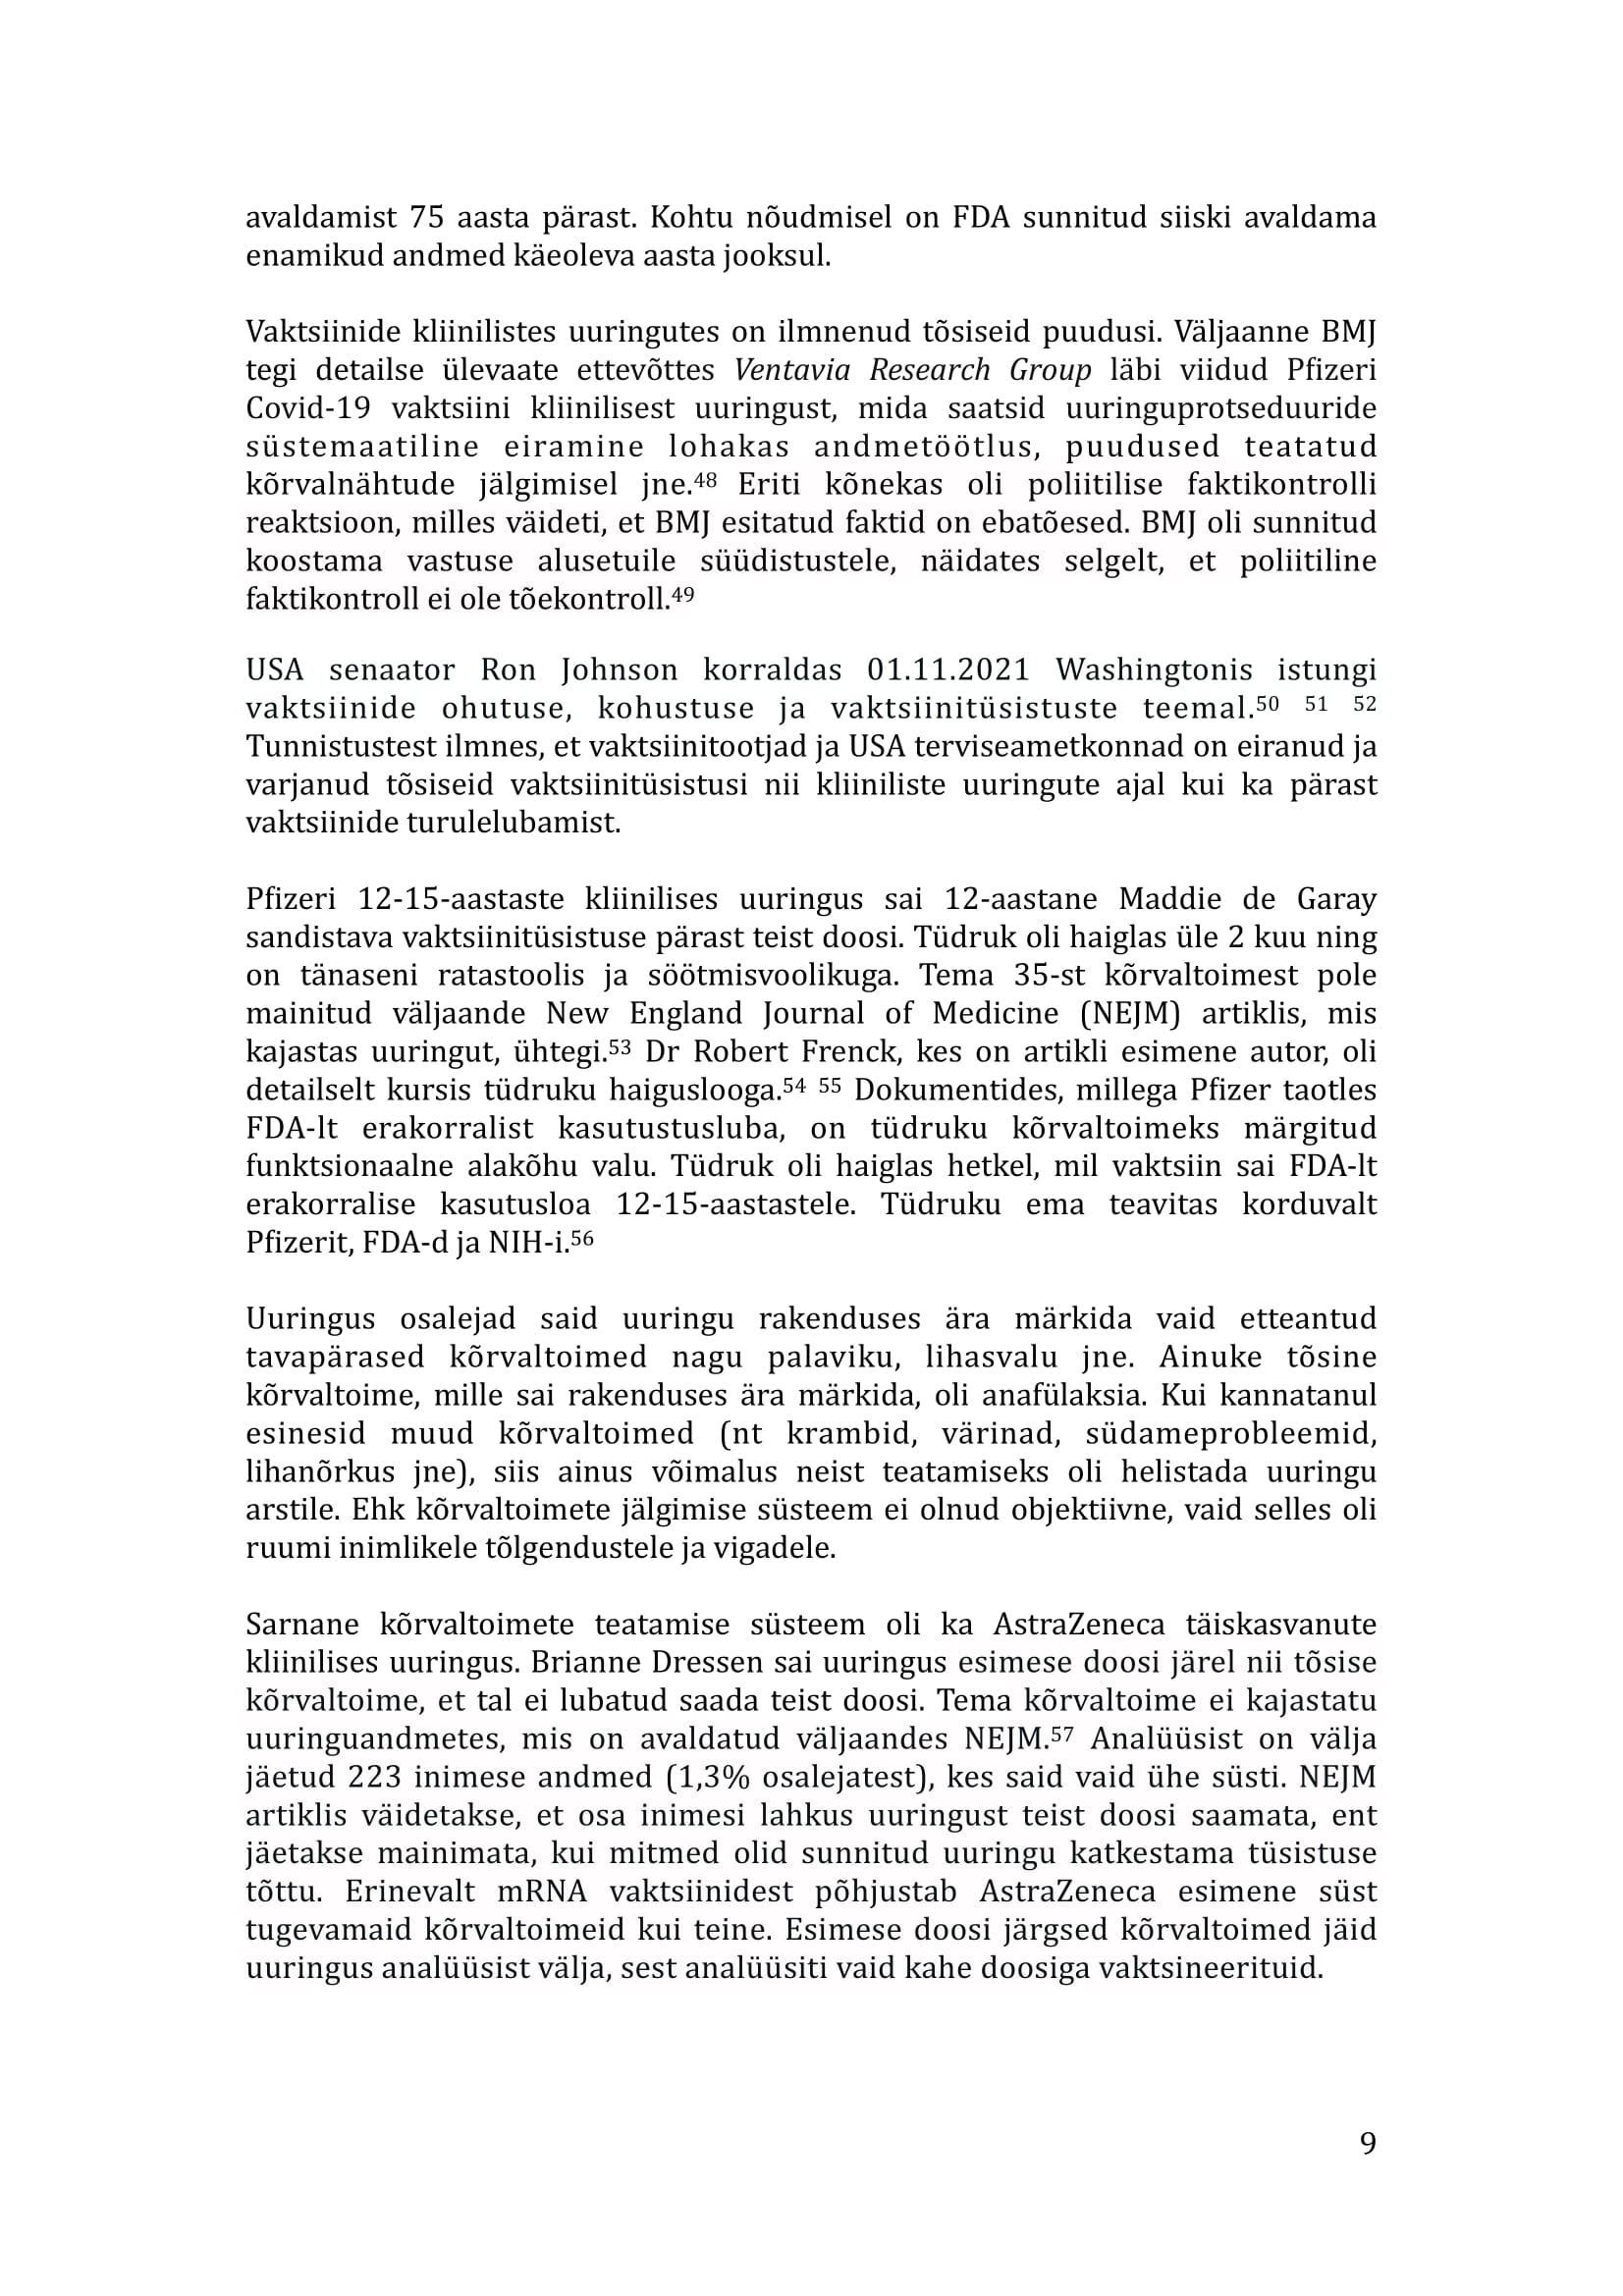 avaldamist 75 aasta pärast. Kohtu nõudmisel on FDA sunnitud siiski avaldama
enamikud andmed käeoleva aasta jooksul.
Vaktsiinide kliinilistes uuringutes on ilmnenud tõsiseid puudusi. Väljaanne BMJ
tegi detailse ülevaate ettevõttes Ventavia Research Group läbi viidud Pfizeri
Covid-19 vaktsiini kliinilisest uuringust, mida saatsid uuringuprotseduuride
süstemaatiline eiramine lohakas andmetöötlus, puudused teatatud
kõrvalnähtude jälgimisel jne.48 Eriti kõnekas oli poliitilise faktikontrolli
reaktsioon, milles väideti, et BMJ esitatud faktid on ebatõesed. BMJ oli sunnitud
koostama vastuse alusetuile süüdistustele, näidates selgelt, et poliitiline
faktikontroll ei ole tõekontroll.49
USA senaator Ron Johnson korraldas 01.11.2021 Washingtonis istungi
vaktsiinide ohutuse, kohustuse ja vaktsiinitüsistuste teemal.50 51 52
Tunnistustest ilmnes, et vaktsiinitootjad ja USA terviseametkonnad on eiranud ja
varjanud tõsiseid vaktsiinitüsistusi nii kliiniliste uuringute ajal kui ka pärast
vaktsiinide turulelubamist.
Pfizeri 12-15-aastaste kliinilises uuringus sai 12-aastane Maddie de Garay
sandistava vaktsiinitüsistuse pärast teist doosi. Tüdruk oli haiglas üle 2 kuu ning
on tänaseni ratastoolis ja söötmisvoolikuga. Tema 35-st kõrvaltoimest pole
mainitud väljaande New England Journal of Medicine (NEJM) artiklis, mis
kajastas uuringut, ühtegi.53 Dr Robert Frenck, kes on artikli esimene autor, oli
detailselt kursis tüdruku haiguslooga.54 55 Dokumentides, millega Pfizer taotles
FDA-lt erakorralist kasutustusluba, on tüdruku kõrvaltoimeks märgitud
funktsionaalne alakõhu valu. Tüdruk oli haiglas hetkel, mil vaktsiin sai FDA-lt
erakorralise kasutusloa 12-15-aastastele. Tüdruku ema teavitas korduvalt
Pfizerit, FDA-d ja NIH-i.56
Uuringus osalejad said uuringu rakenduses ära märkida vaid etteantud
tavapärased kõrvaltoimed nagu palaviku, lihasvalu jne. Ainuke tõsine
kõrvaltoime, mille sai rakenduses ära märkida, oli anafülaksia. Kui kannatanul
esinesid muud kõrvaltoimed (nt krambid, värinad, südameprobleemid,
lihanõrkus jne), siis ainus võimalus neist teatamiseks oli helistada uuringu
arstile. Ehk kõrvaltoimete jälgimise süsteem ei olnud objektiivne, vaid selles oli
ruumi inimlikele tõlgendustele ja vigadele.
Sarnane kõrvaltoimete teatamise süsteem oli ka AstraZeneca täiskasvanute
kliinilises uuringus. Brianne Dressen sai uuringus esimese doosi järel nii tõsise
kõrvaltoime, et tal ei lubatud saada teist doosi. Tema kõrvaltoime ei kajastatu
uuringuandmetes, mis on avaldatud väljaandes NEJM.57 Analüüsist on välja
jäetud 223 inimese andmed (1,3% osalejatest), kes said vaid ühe süsti. NEJM
artiklis väidetakse, et osa inimesi lahkus uuringust teist doosi saamata, ent
jäetakse mainimata, kui mitmed olid sunnitud uuringu katkestama tüsistuse
tõttu. Erinevalt mRNA vaktsiinidest põhjustab AstraZeneca esimene süst
tugevamaid kõrvaltoimeid kui teine. Esimese doosi järgsed kõrvaltoimed jäid
uuringus analüüsist välja, sest analüüsiti vaid kahe doosiga vaktsineerituid.
9